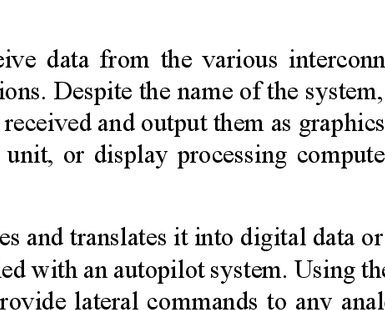 eive data from the various interconn
ions. Despite the name of the system,
received and output them as graphics
unit, or display processing compute
es and translates it into digital data or
ed with an autopilot system. Using the
rovide lateral commands to any anal